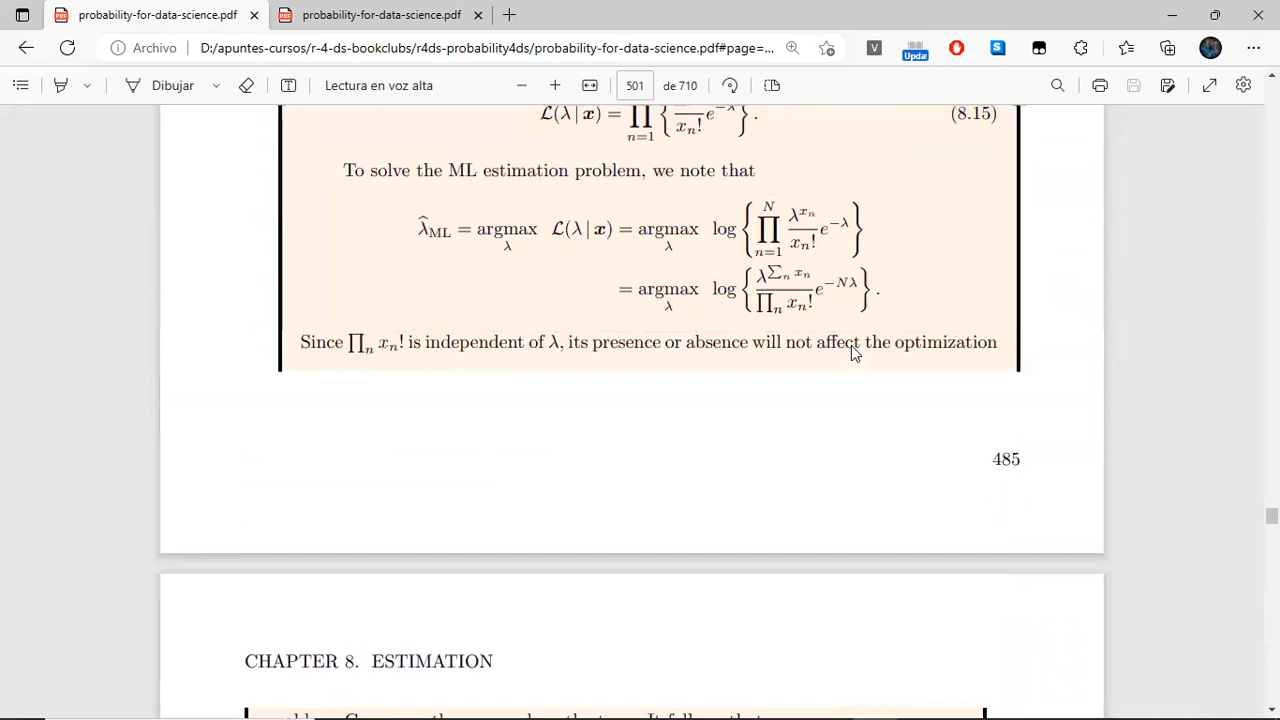 probability-for-data-science.pdf
probability-for-data-science.pdf
Archivo D:/apuntes-cursos/r-4-ds-bookclubs/r4ds-probability4ds/probability-for-data-science.pdf#page=...
V
Upda
S
Dibujar
Lectura en voz alta
501 de 710
ℒ(λ | x) = ∏_{n=1} { / x_n! e^{-λ} } . (8.15)
To solve the ML estimation problem, we note that
λ̂_ML = argmax_λ ℒ(λ | x) = argmax_λ log { ∏_{n=1}^{N} λ^{x_n} / x_n! e^{-λ} }
= argmax_λ log { λ^{∑_n x_n} / ∏_n x_n! e^{-Nλ} } .
Since ∏_n x_n! is independent of λ, its presence or absence will not affect the optimization
485
CHAPTER 8. ESTIMATION